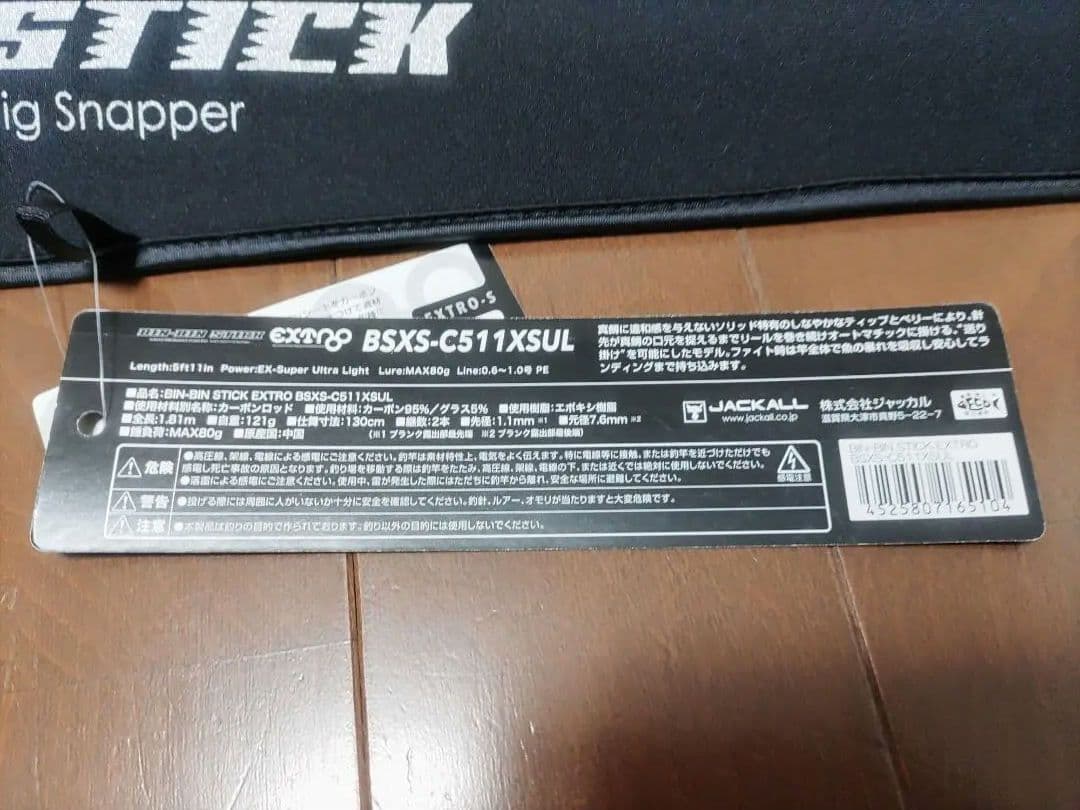 STICK
ig Snapper
EXTRO-S
BIN-BIN STICK EXTRO BSXS-C511XSUL
Length:5ft11in Power:EX-Super Ultra Light Lure:MAX80g Line:0.6~1.0号 PE
真鯛に違和感を与えないソリッド特有のしなやかなティップとベリーにより、針
先が真鯛の口元を捉えるまでリールを巻き続けオートマチックに掛ける、“送り
掛け”を可能にしたモデル。ファイト時は竿全体で魚の暴れを吸収し安心してラ
ンディングまで持ち込みます。
■品名:BIN-BIN STICK EXTRO BSXS-C511XSUL
■使用材料別名称:カーボンロッド ■使用材料:カーボン95%/グラス5% ■使用樹脂:エポキシ樹脂
■全長:1.81m ■自重:121g ■仕舞寸法:130cm ■継数:2本 ■先径:1.1mm※1 ■元径7.6mm※2
■錘負荷:MAX80g ■原産国:中国 (※1 ブランク露出部最先端 ※2 ブランク露出部最後端)
JACKALL
www.jackall.co.jp
株式会社ジャッカル
滋賀県大津市真野5-22-7
危険
●高圧線、架線、電線による感電にご注意ください。釣竿は素材特性上、電気をよく伝えます。特に電線等に接触、または釣竿を近づけただけでも
感電し死亡事故の原因となります。釣り場を移動する際は釣竿をたたみ、高圧線、架線、電線の下、または近くでは絶対に使用しないでください。
●落雷による感電にご注意ください。使用中、雷が発生した際にはただちに釣竿から離れ、安全な場所に避難してください。
感電注意
警告
●投げる際には周囲に人がいないか十分に安全を確認してください。釣針、ルアー、オモリが当たりますと大変危険です。
注意
●本製品は釣りの目的で作られております。釣り以外の目的には使用しないでください。
BIN-BIN STICK EXTRO
BSXS-C511XSUL
4525807165104